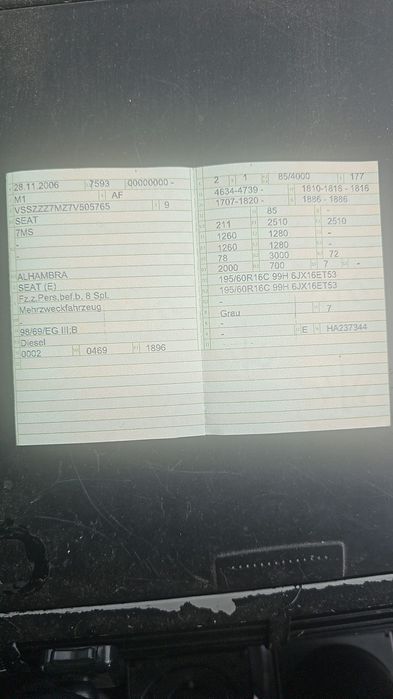 28.11.2006 7593 00000000 -
M1 AF
VSSZZZ7MZ7V505765 9
SEAT
7MS
-
-
-
ALHAMBRA
SEAT (E)
Fz.z.Pers.bef.b. 8 Spl.
Mehrzweckfahrzeug
-
98/69/EG III;B
Diesel
0002 0469 1896
2 1 85/4000 177
4634-4739 - 1810-1816 - 1816
1707-1820 - 1886 - 1886
85 -
211 2510 2510
1260 1280 -
1260 1280 -
78 3000 72
2000 700 7 -
195/60R16C 99H 6JX16ET53
195/60R16C 99H 6JX16ET53
-
Grau 7
-
- E HA237344
-